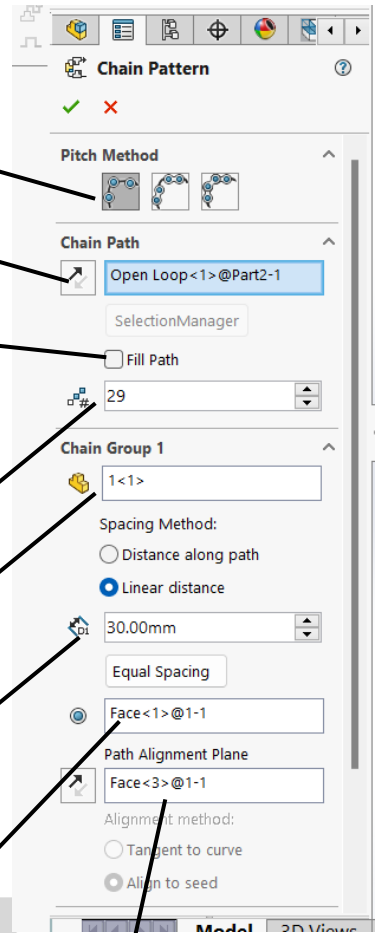 Chain Pattern
Pitch Method
Chain Path
Open Loop<1>@Part2-1
SelectionManager
Fill Path
#
29
Chain Group 1
1<1>
Spacing Method:
Distance along path
Linear distance
D1
30.00mm
Equal Spacing
Face<1>@1-1
Path Alignment Plane
Face<3>@1-1
Alignment method:
Tangent to curve
Align to seed
Model 3D Views